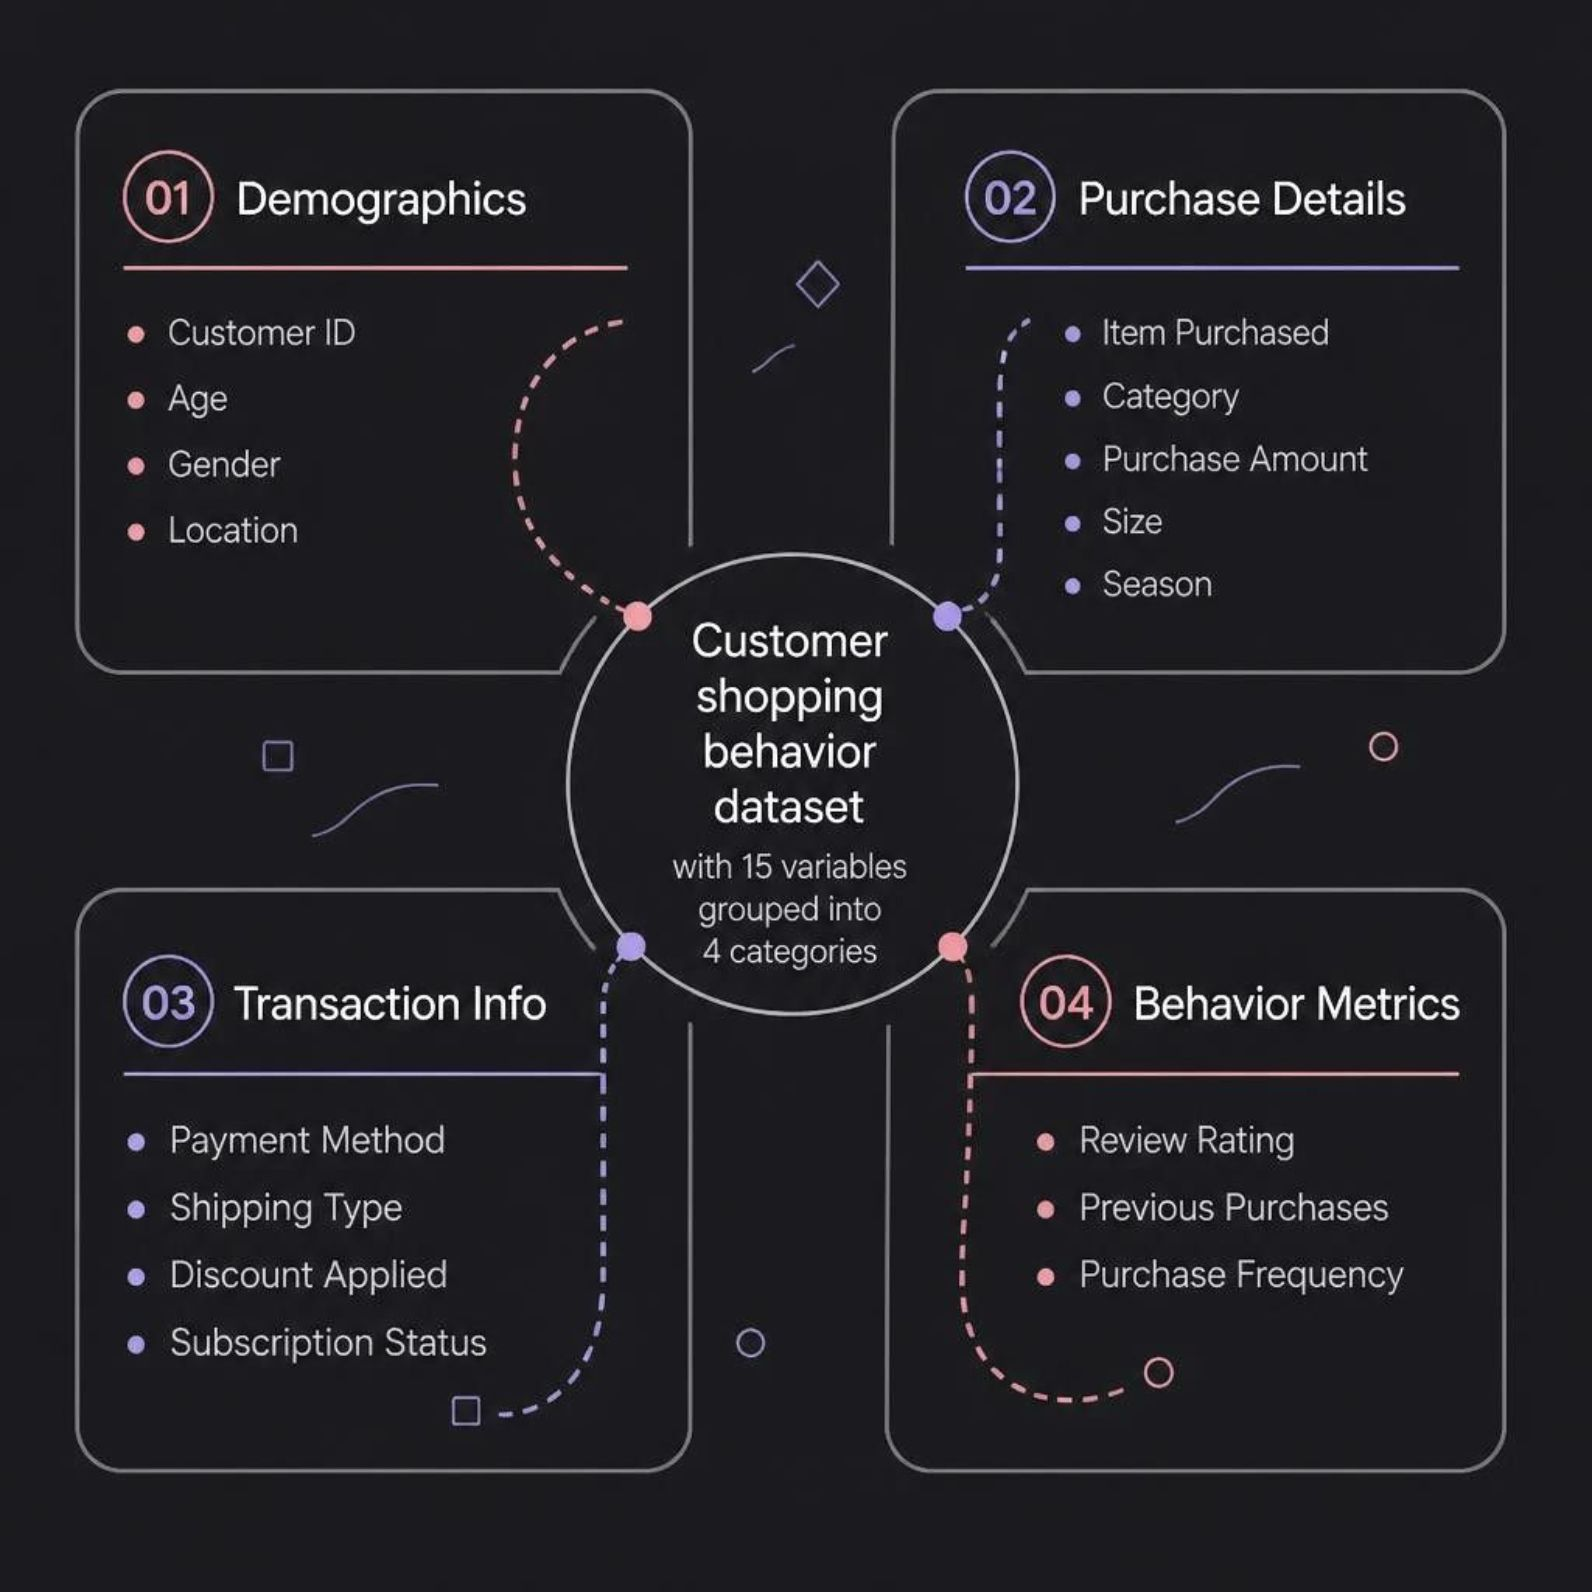 01 Demographics
Customer ID
Age
Gender
Location
02 Purchase Details
Item Purchased
Category
Purchase Amount
Size
Season
Customer
shopping
behavior
dataset
with 15 variables
grouped into
4 categories
03 Transaction Info
Payment Method
Shipping Type
Discount Applied
Subscription Status
04 Behavior Metrics
Review Rating
Previous Purchases
Purchase Frequency